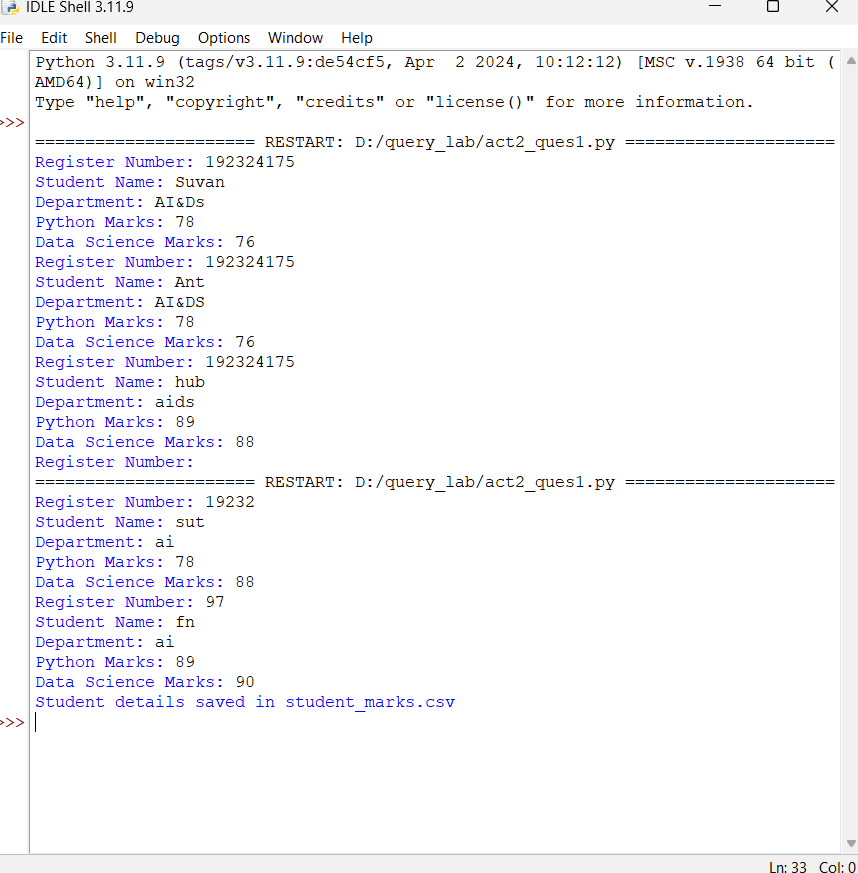 IDLE Shell 3.11.9
File Edit Shell Debug Options Window Help
Python 3.11.9 (tags/v3.11.9:de54cf5, Apr  2 2024, 10:12:12) [MSC v.1938 64 bit (
AMD64)] on win32
Type "help", "copyright", "credits" or "license()" for more information.
>>>
====================== RESTART: D:/query_lab/act2_ques1.py =====================
Register Number: 192324175
Student Name: Suvan
Department: AI&Ds
Python Marks: 78
Data Science Marks: 76
Register Number: 192324175
Student Name: Ant
Department: AI&DS
Python Marks: 78
Data Science Marks: 76
Register Number: 192324175
Student Name: hub
Department: aids
Python Marks: 89
Data Science Marks: 88
Register Number:
====================== RESTART: D:/query_lab/act2_ques1.py =====================
Register Number: 19232
Student Name: sut
Department: ai
Python Marks: 78
Data Science Marks: 88
Register Number: 97
Student Name: fn
Department: ai
Python Marks: 89
Data Science Marks: 90
Student details saved in student_marks.csv
>>>
Ln: 33 Col: 0